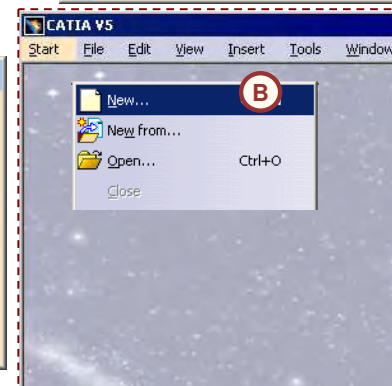 CATIA V5
Start File Edit View Insert Tools Window
New... B
New from...
Open... Ctrl+O
Close